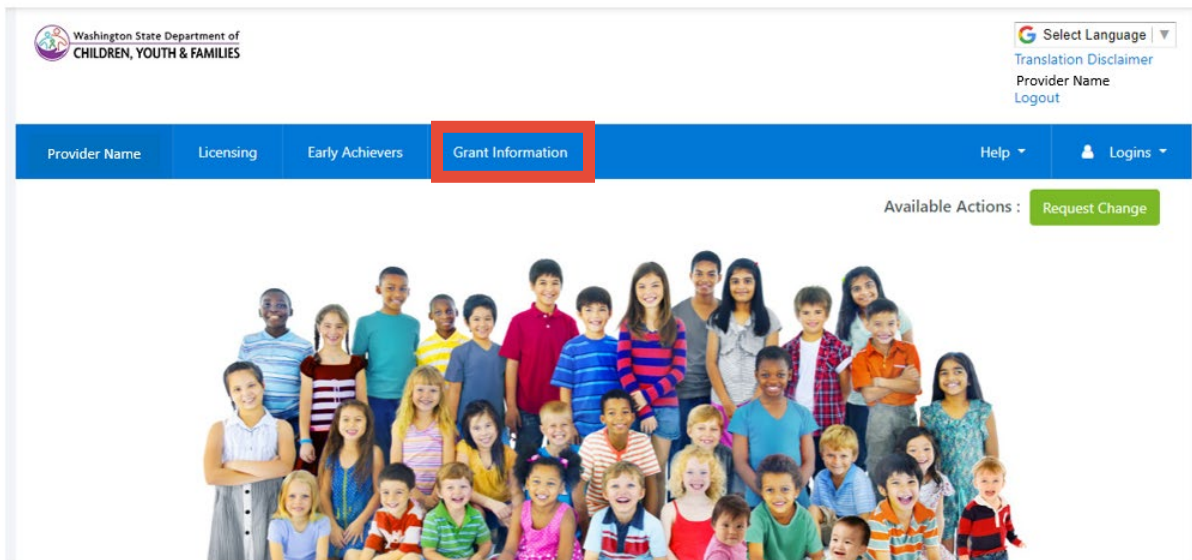 Washington State Department of
CHILDREN, YOUTH & FAMILIES
Select Language
Translation Disclaimer
Provider Name
Logout
Provider Name Licensing Early Achievers Grant Information Help Logins
Available Actions : Request Change